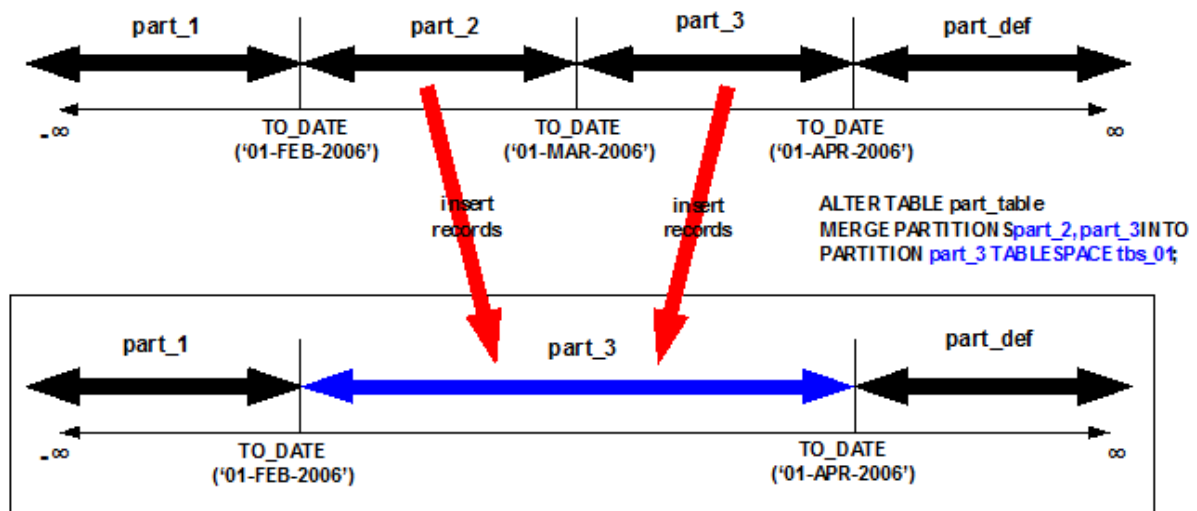 part_1 part_2 part_3 part_def
-∞ TO_DATE TO_DATE TO_DATE ∞
(‘01-FEB-2006’) (‘01-MAR-2006’) (‘01-APR-2006’)
insert insert
records records
ALTER TABLE part_table
MERGE PARTITIONS part_2, part_3 INTO
PARTITION part_3 TABLESPACE tbs_01;
part_1 part_3 part_def
-∞ TO_DATE TO_DATE ∞
(‘01-FEB-2006’) (‘01-APR-2006’)